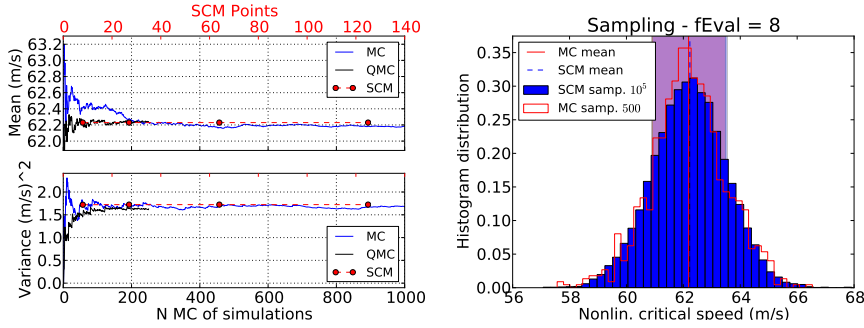 SCM Points
0 20 40 60 80 100 120 140
Mean (m/s)
63.2
63.0
62.8
62.6
62.4
62.2
62.0
MC
QMC
SCM
Variance (m/s)^2
2.0
1.5
1.0
0.5
0.0
MC
QMC
SCM
0 200 400 600 800 1000
N MC of simulations
Sampling - fEval = 8
Histogram distribution
0.35
0.30
0.25
0.20
0.15
0.10
0.05
0.00
MC mean
SCM mean
SCM samp. 10^5
MC samp. 500
56 58 60 62 64 66 68
Nonlin. critical speed (m/s)